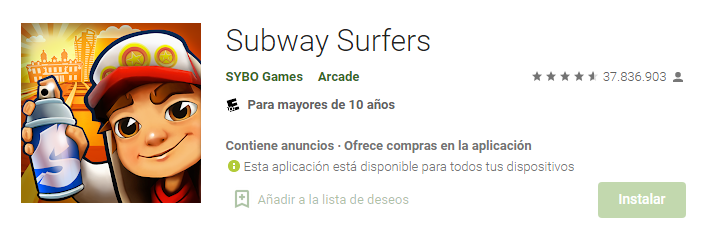 Subway Surfers
SYBO Games Arcade 37.836.903
E Para mayores de 10 años
Contiene anuncios · Ofrece compras en la aplicación
Esta aplicación está disponible para todos tus dispositivos
Añadir a la lista de deseos Instalar
S